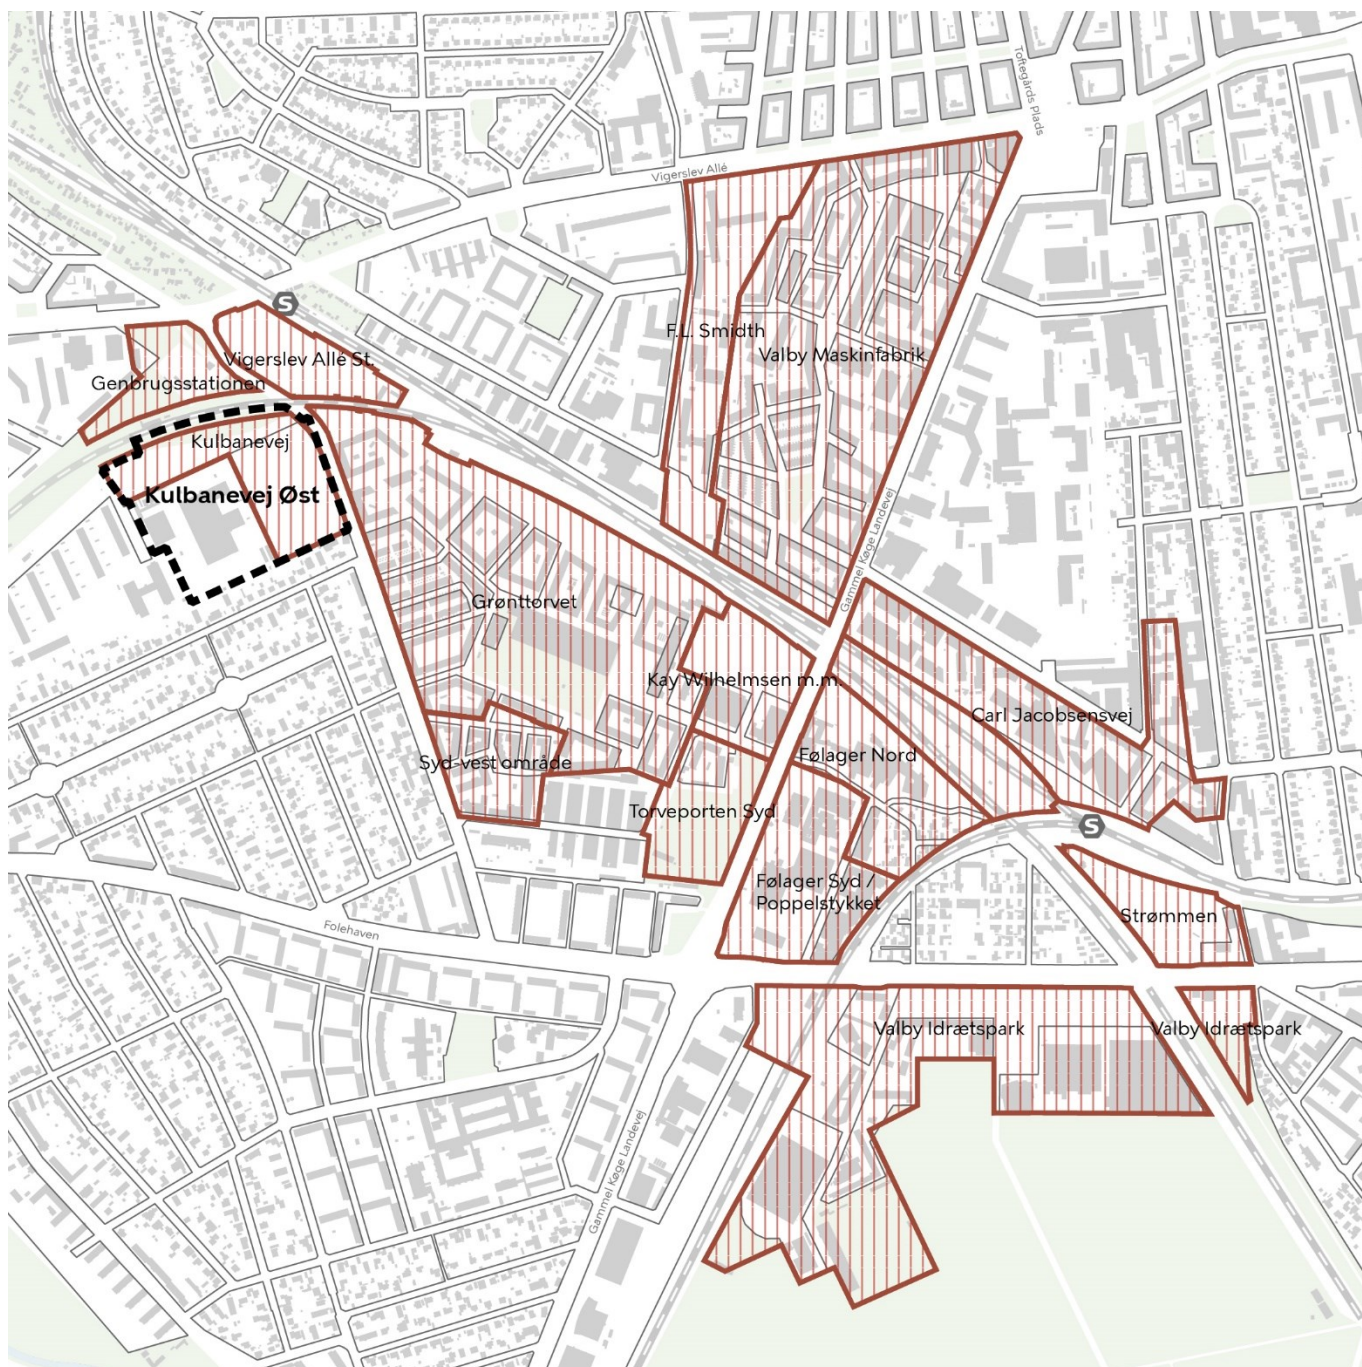 Toftegårds Plads
Vigerslev Allé
S
F.L. Smidth
Valby Maskinfabrik
Vigerslev Allé St.
Genbrugsstationen
Kulbanevej
Kulbanevej Øst
Gammel Køge Landevej
Grønttorvet
Kay Wilhelmsen m.m.
Carl Jacobsensvej
Følager Nord
Syd-vest område
Torveporten Syd
S
Følager Syd /
Poppelstykket
Strømmen
Folehaven
Valby Idrætspark
Valby Idrætspark
Gammel Køge Landevej